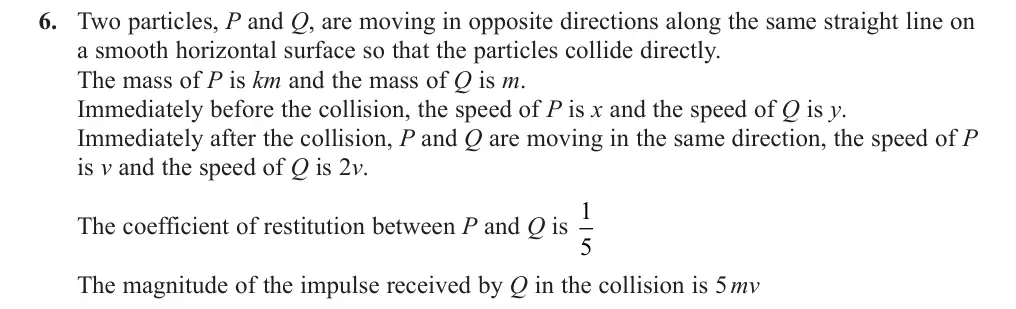 6. Two particles, P and Q, are moving in opposite directions along the same straight line on
a smooth horizontal surface so that the particles collide directly.
The mass of P is km and the mass of Q is m.
Immediately before the collision, the speed of P is x and the speed of Q is y.
Immediately after the collision, P and Q are moving in the same direction, the speed of P
is v and the speed of Q is 2v.
The coefficient of restitution between P and Q is 1/5
The magnitude of the impulse received by Q in the collision is 5mv